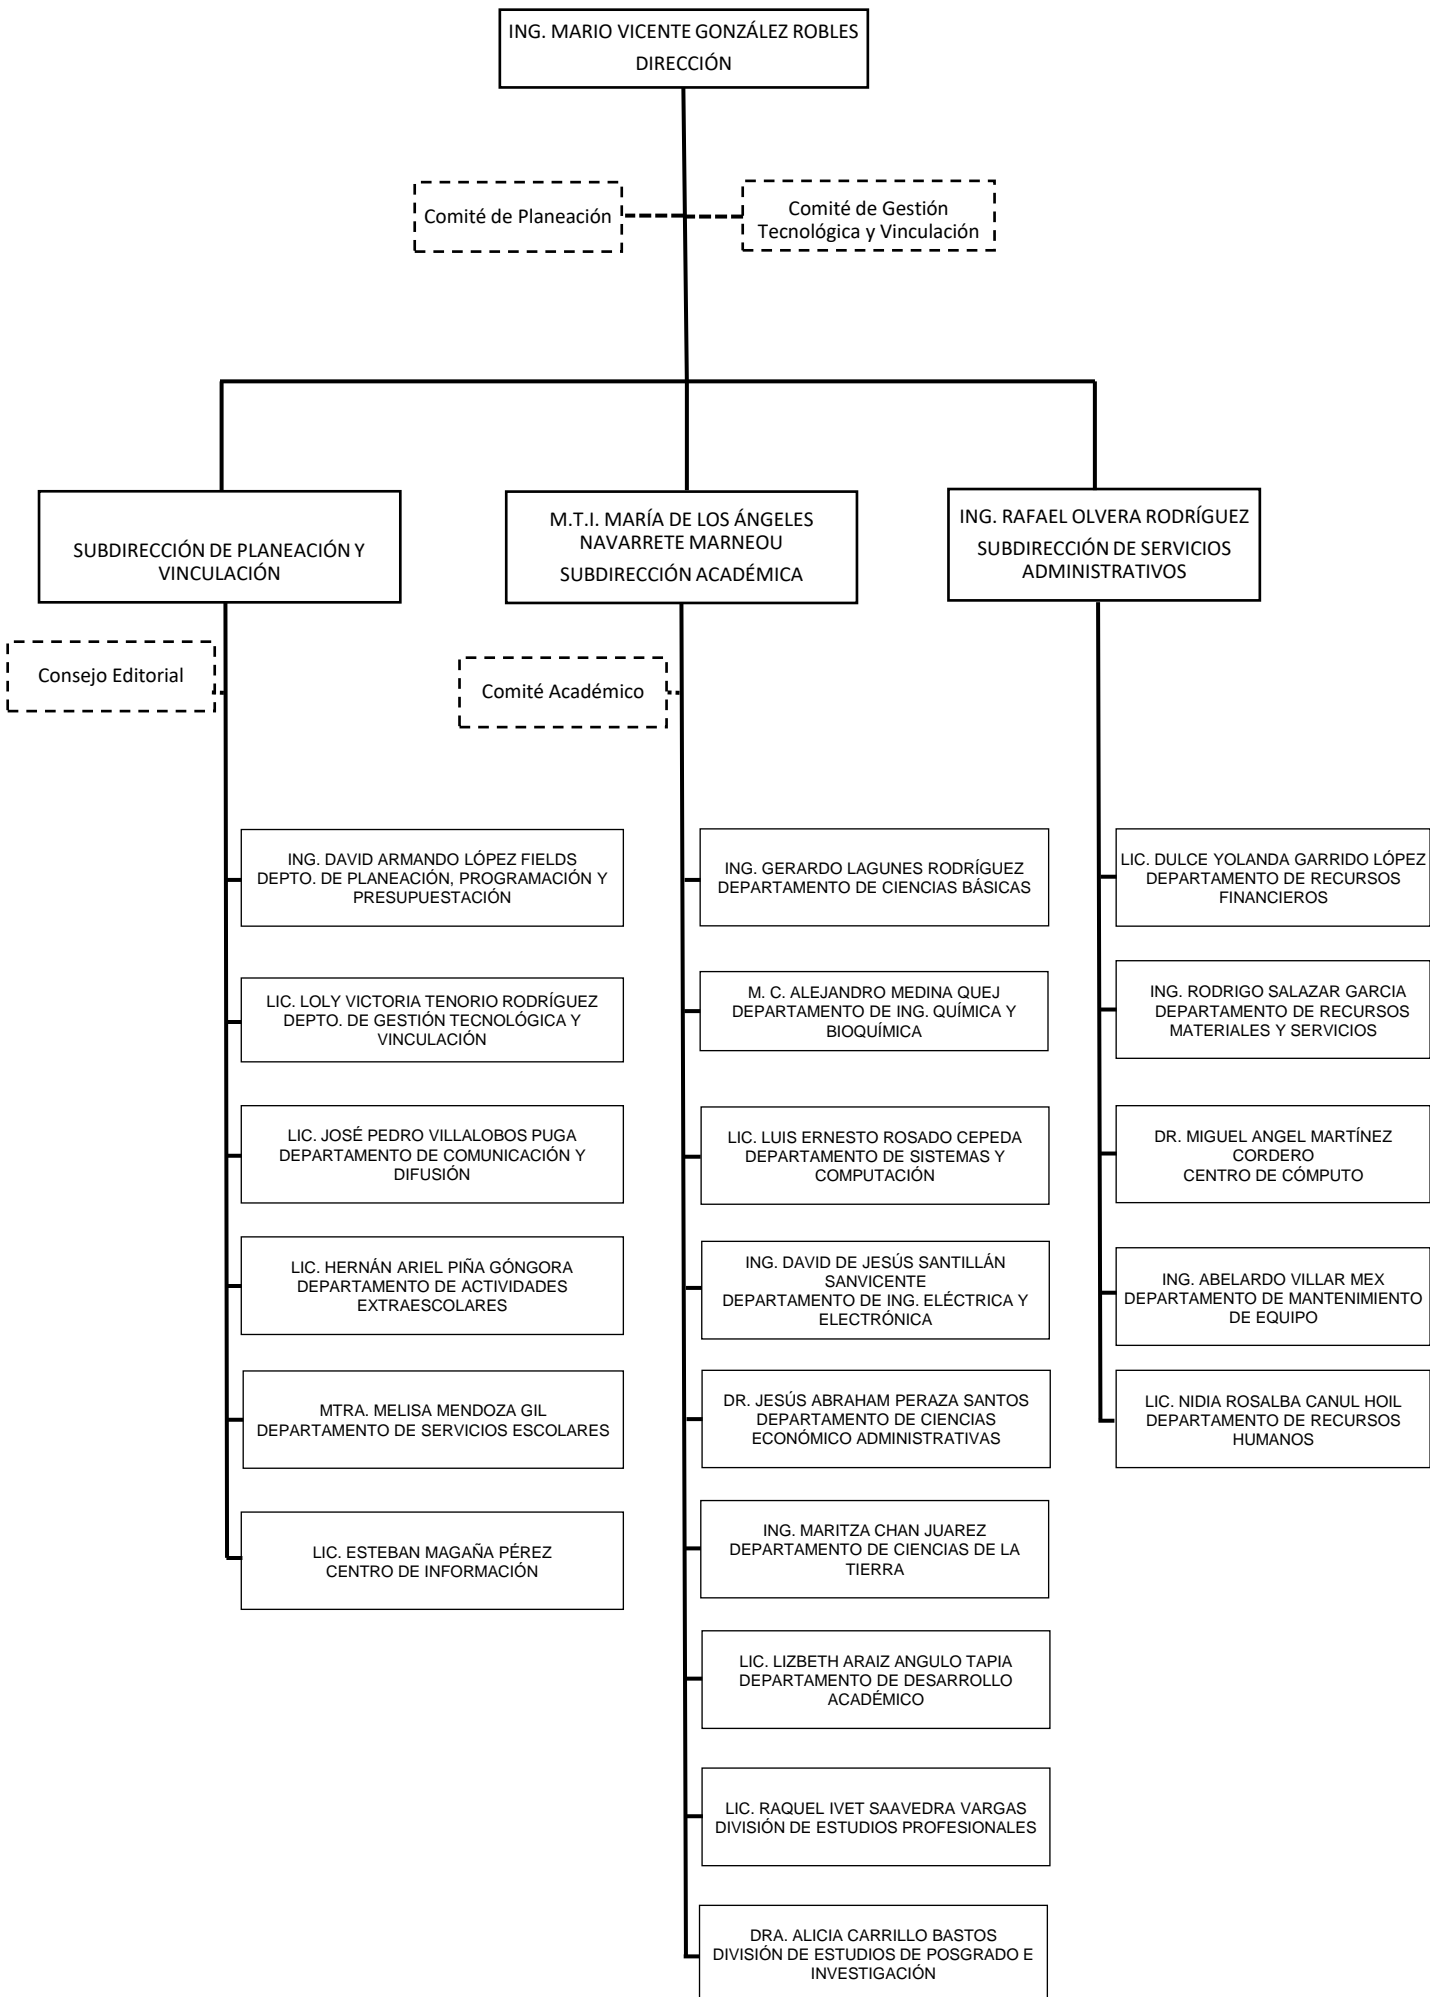 ING. MARIO VICENTE GONZÁLEZ ROBLES
DIRECCIÓN
Comité de Planeación
Comité de Gestión
Tecnológica y Vinculación
SUBDIRECCIÓN DE PLANEACIÓN Y
VINCULACIÓN
M.T.I. MARÍA DE LOS ÁNGELES
NAVARRETE MARNEOU
SUBDIRECCIÓN ACADÉMICA
ING. RAFAEL OLVERA RODRÍGUEZ
SUBDIRECCIÓN DE SERVICIOS
ADMINISTRATIVOS
Consejo Editorial
Comité Académico
ING. DAVID ARMANDO LÓPEZ FIELDS
DEPTO. DE PLANEACIÓN, PROGRAMACIÓN Y
PRESUPUESTACIÓN
LIC. LOLY VICTORIA TENORIO RODRÍGUEZ
DEPTO. DE GESTIÓN TECNOLÓGICA Y
VINCULACIÓN
LIC. JOSÉ PEDRO VILLALOBOS PUGA
DEPARTAMENTO DE COMUNICACIÓN Y
DIFUSIÓN
LIC. HERNÁN ARIEL PIÑA GÓNGORA
DEPARTAMENTO DE ACTIVIDADES
EXTRAESCOLARES
MTRA. MELISA MENDOZA GIL
DEPARTAMENTO DE SERVICIOS ESCOLARES
LIC. ESTEBAN MAGAÑA PÉREZ
CENTRO DE INFORMACIÓN
ING. GERARDO LAGUNES RODRÍGUEZ
DEPARTAMENTO DE CIENCIAS BÁSICAS
M. C. ALEJANDRO MEDINA QUEJ
DEPARTAMENTO DE ING. QUÍMICA Y
BIOQUÍMICA
LIC. LUIS ERNESTO ROSADO CEPEDA
DEPARTAMENTO DE SISTEMAS Y
COMPUTACIÓN
ING. DAVID DE JESÚS SANTILLÁN
SANVICENTE
DEPARTAMENTO DE ING. ELÉCTRICA Y
ELECTRÓNICA
DR. JESÚS ABRAHAM PERAZA SANTOS
DEPARTAMENTO DE CIENCIAS
ECONÓMICO ADMINISTRATIVAS
ING. MARITZA CHAN JUAREZ
DEPARTAMENTO DE CIENCIAS DE LA
TIERRA
LIC. LIZBETH ARAIZ ANGULO TAPIA
DEPARTAMENTO DE DESARROLLO
ACADÉMICO
LIC. RAQUEL IVET SAAVEDRA VARGAS
DIVISIÓN DE ESTUDIOS PROFESIONALES
DRA. ALICIA CARRILLO BASTOS
DIVISIÓN DE ESTUDIOS DE POSGRADO E
INVESTIGACIÓN
LIC. DULCE YOLANDA GARRIDO LÓPEZ
DEPARTAMENTO DE RECURSOS
FINANCIEROS
ING. RODRIGO SALAZAR GARCIA
DEPARTAMENTO DE RECURSOS
MATERIALES Y SERVICIOS
DR. MIGUEL ANGEL MARTÍNEZ
CORDERO
CENTRO DE CÓMPUTO
ING. ABELARDO VILLAR MEX
DEPARTAMENTO DE MANTENIMIENTO
DE EQUIPO
LIC. NIDIA ROSALBA CANUL HOIL
DEPARTAMENTO DE RECURSOS
HUMANOS